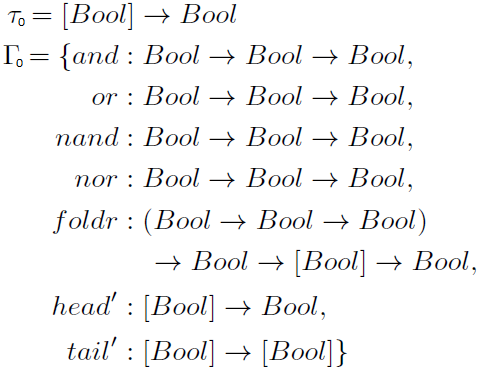 τ₀ = [Bool] → Bool
Γ₀ = {and : Bool → Bool → Bool,
or : Bool → Bool → Bool,
nand : Bool → Bool → Bool,
nor : Bool → Bool → Bool,
foldr : (Bool → Bool → Bool)
→ Bool → [Bool] → Bool,
head′ : [Bool] → Bool,
tail′ : [Bool] → [Bool]}